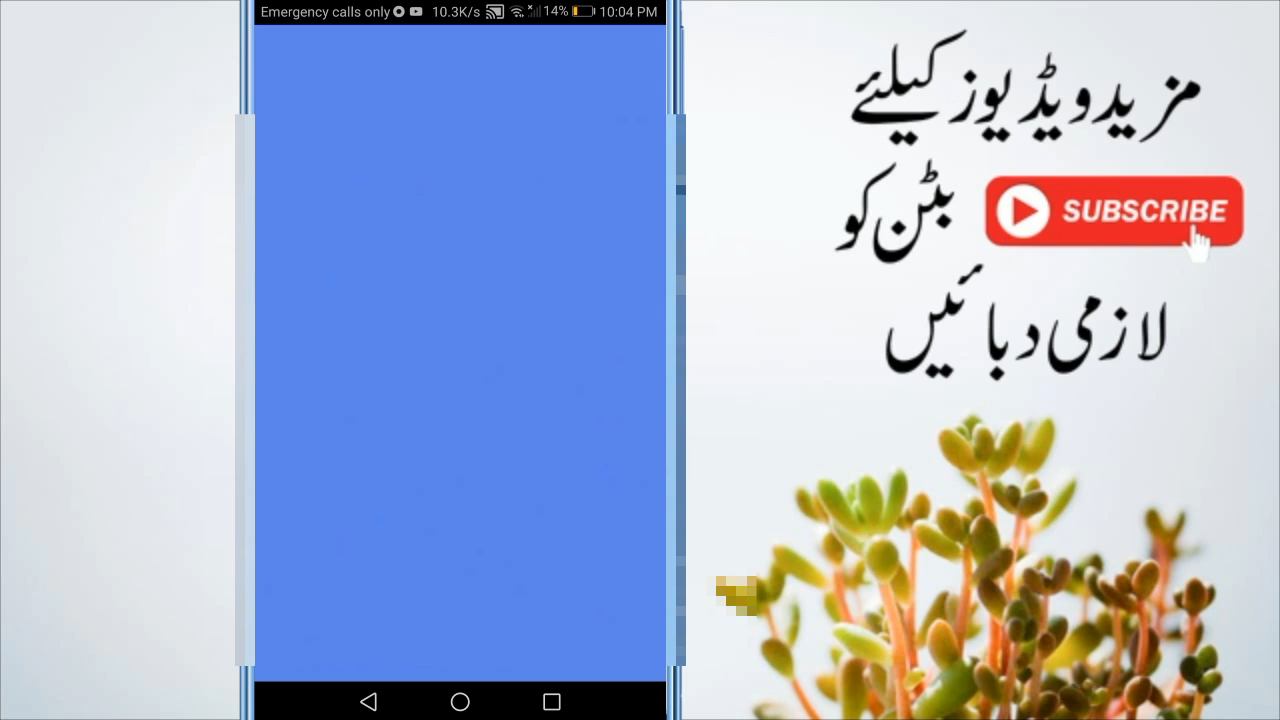 Emergency calls only 10.3K/s 14% 10:04 PM
مزید ویڈیوز کیلئے
SUBSCRIBE بٹن کو
لازمی دبائیں